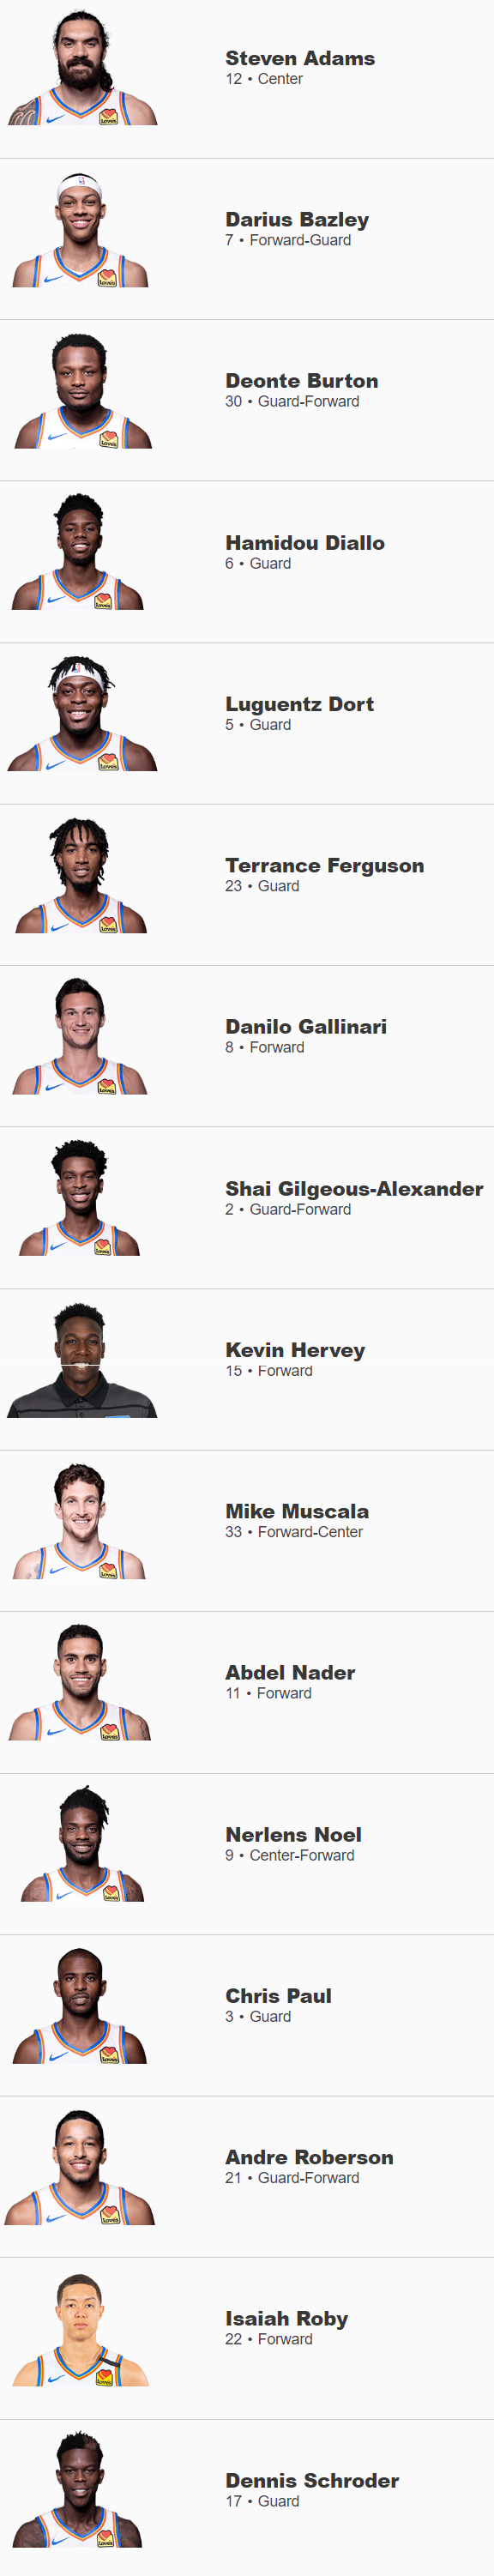 Steven Adams
12 • Center
Darius Bazley
7 • Forward-Guard
Deonte Burton
30 • Guard-Forward
Hamidou Diallo
6 • Guard
Luguentz Dort
5 • Guard
Terrance Ferguson
23 • Guard
Danilo Gallinari
8 • Forward
Shai Gilgeous-Alexander
2 • Guard-Forward
Kevin Hervey
15 • Forward
Mike Muscala
33 • Forward-Center
Abdel Nader
11 • Forward
Nerlens Noel
9 • Center-Forward
Chris Paul
3 • Guard
Andre Roberson
21 • Guard-Forward
Isaiah Roby
22 • Forward
Dennis Schroder
17 • Guard